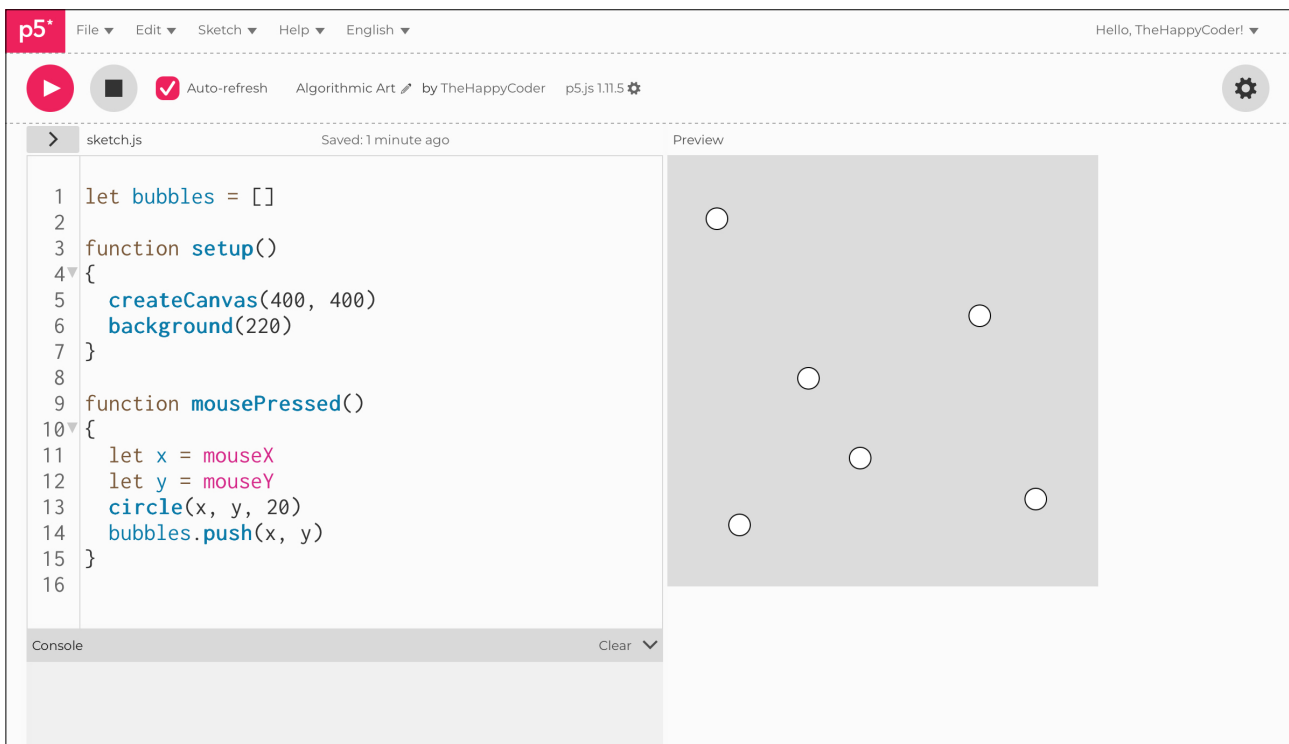 p5* File Edit Sketch Help English Hello, TheHappyCoder!
Auto-refresh Algorithmic Art by TheHappyCoder p5.js 1.11.5
sketch.js Saved: 1 minute ago Preview
1 let bubbles = []
2
3 function setup()
4 {
5 createCanvas(400, 400)
6 background(220)
7 }
8
9 function mousePressed()
10 {
11 let x = mouseX
12 let y = mouseY
13 circle(x, y, 20)
14 bubbles.push(x, y)
15 }
16
Console Clear